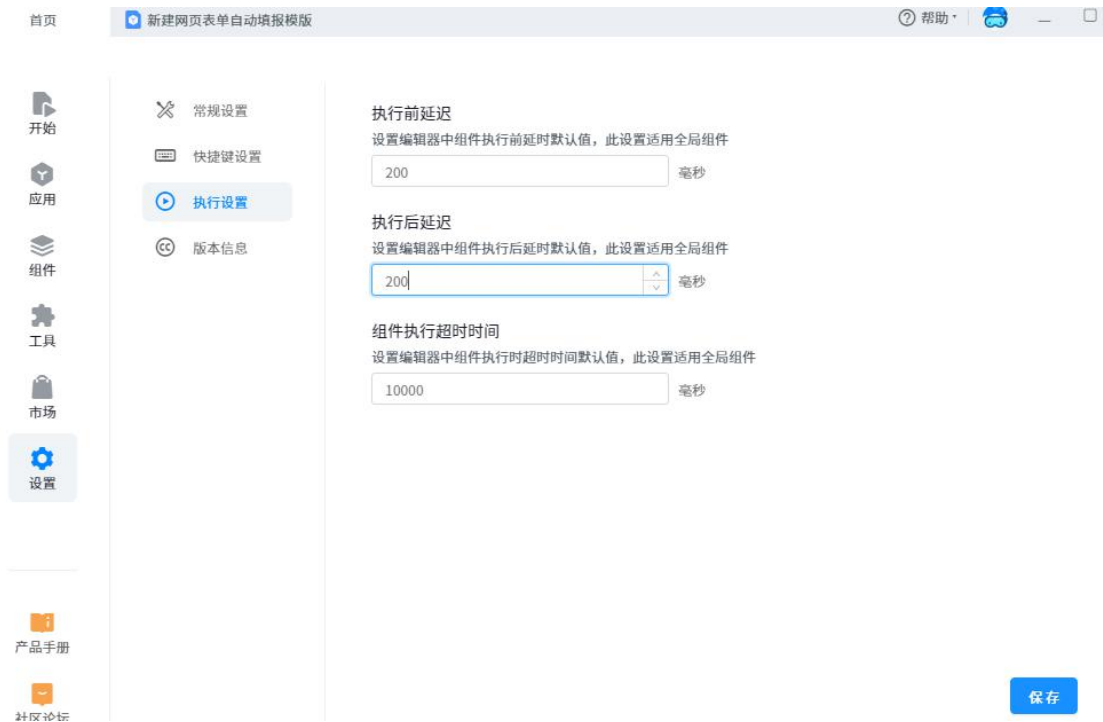 首页
新建网页表单自动填报模版
帮助
开始
应用
组件
工具
市场
设置
产品手册
社区论坛
常规设置
快捷键设置
执行设置
版本信息
执行前延迟
设置编辑器中组件执行前延时默认值，此设置适用全局组件
200 毫秒
执行后延迟
设置编辑器中组件执行后延时默认值，此设置适用全局组件
200 毫秒
组件执行超时时间
设置编辑器中组件执行时超时时间默认值，此设置适用全局组件
10000 毫秒
保存